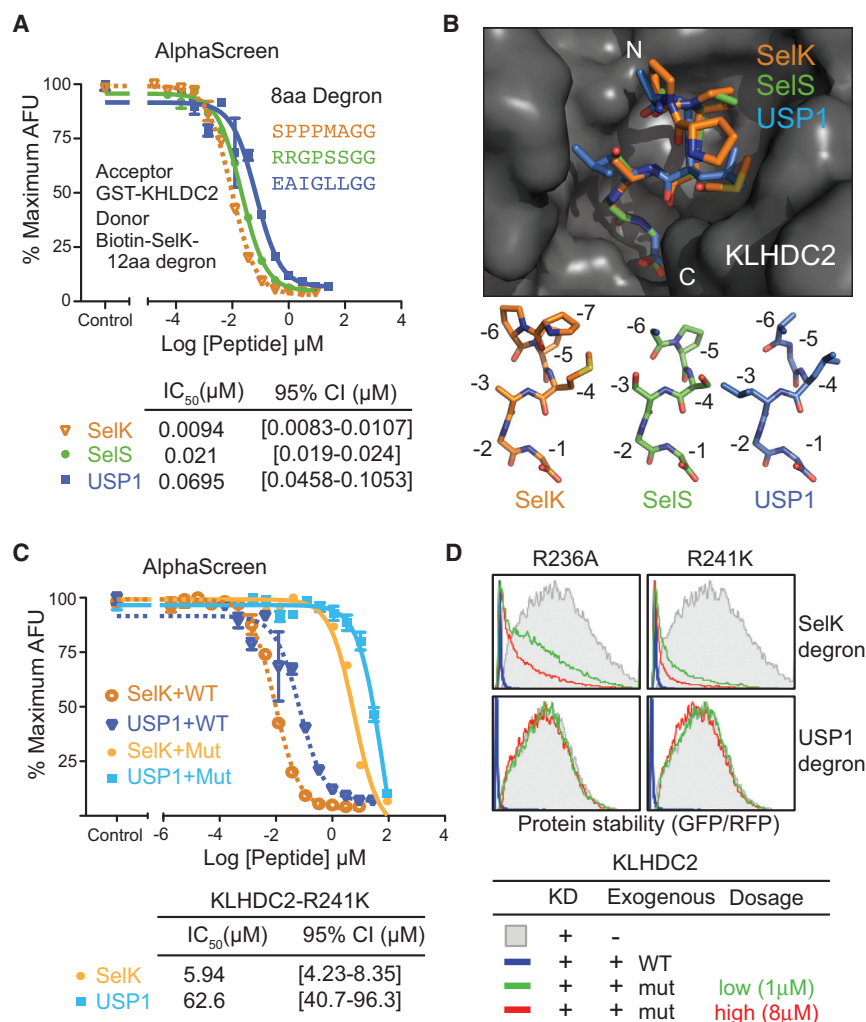 A
AlphaScreen
% Maximum AFU
100
75
50
25
0
Control
-4
-2
0
2
4
Log [Peptide] μM
Acceptor
GST-KHLDC2
Donor
Biotin-SelK-
12aa degron
8aa Degron
SPPPMAGG
RRGPSSGG
EAIGLLGG
IC50(μM) 95% CI (μM)
SelK 0.0094 [0.0083-0.0107]
SelS 0.021 [0.019-0.024]
USP1 0.0695 [0.0458-0.1053]
B
N
SelK
SelS
USP1
C
KLHDC2
-6 -7
-5
-3 -4
-2 -1
SelK
-5
-3 -4
-2 -1
SelS
-6 -5
-3 -4
-2 -1
USP1
C
AlphaScreen
% Maximum AFU
100
75
50
25
SelK+WT
USP1+WT
SelK+Mut
USP1+Mut
Control
-6 -4 -2 0 2 4
Log [Peptide] μM
KLHDC2-R241K
IC50(μM) 95% CI (μM)
SelK 5.94 [4.23-8.35]
USP1 62.6 [40.7-96.3]
D
R236A R241K
SelK
degron
USP1
degron
Protein stability (GFP/RFP)
KLHDC2
KD Exogenous Dosage
+ -
+ + WT
+ + mut low (1μM)
+ + mut high (8μM)